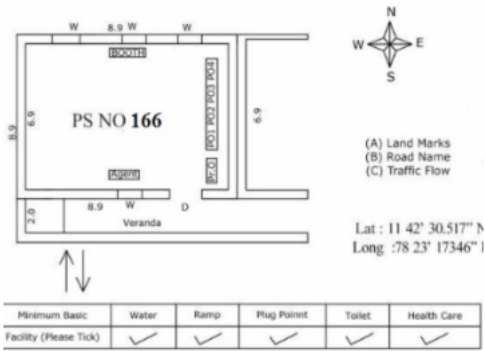 W 8.9 W W
N
BOOTH
W E
S
8.9
6.9
PS NO 166
PO1 PO2 PO3 PO4
6.9
(A) Land Marks
(B) Road Name
(C) Traffic Flow
Agent
Pr.O
8.9 W D
2.0
Veranda
Lat : 11 42' 30.517" N
Long :78 23' 17346"
Minimum Basic Water Ramp Plug Poinnt Toilet Health Care
Facility (Please Tick)